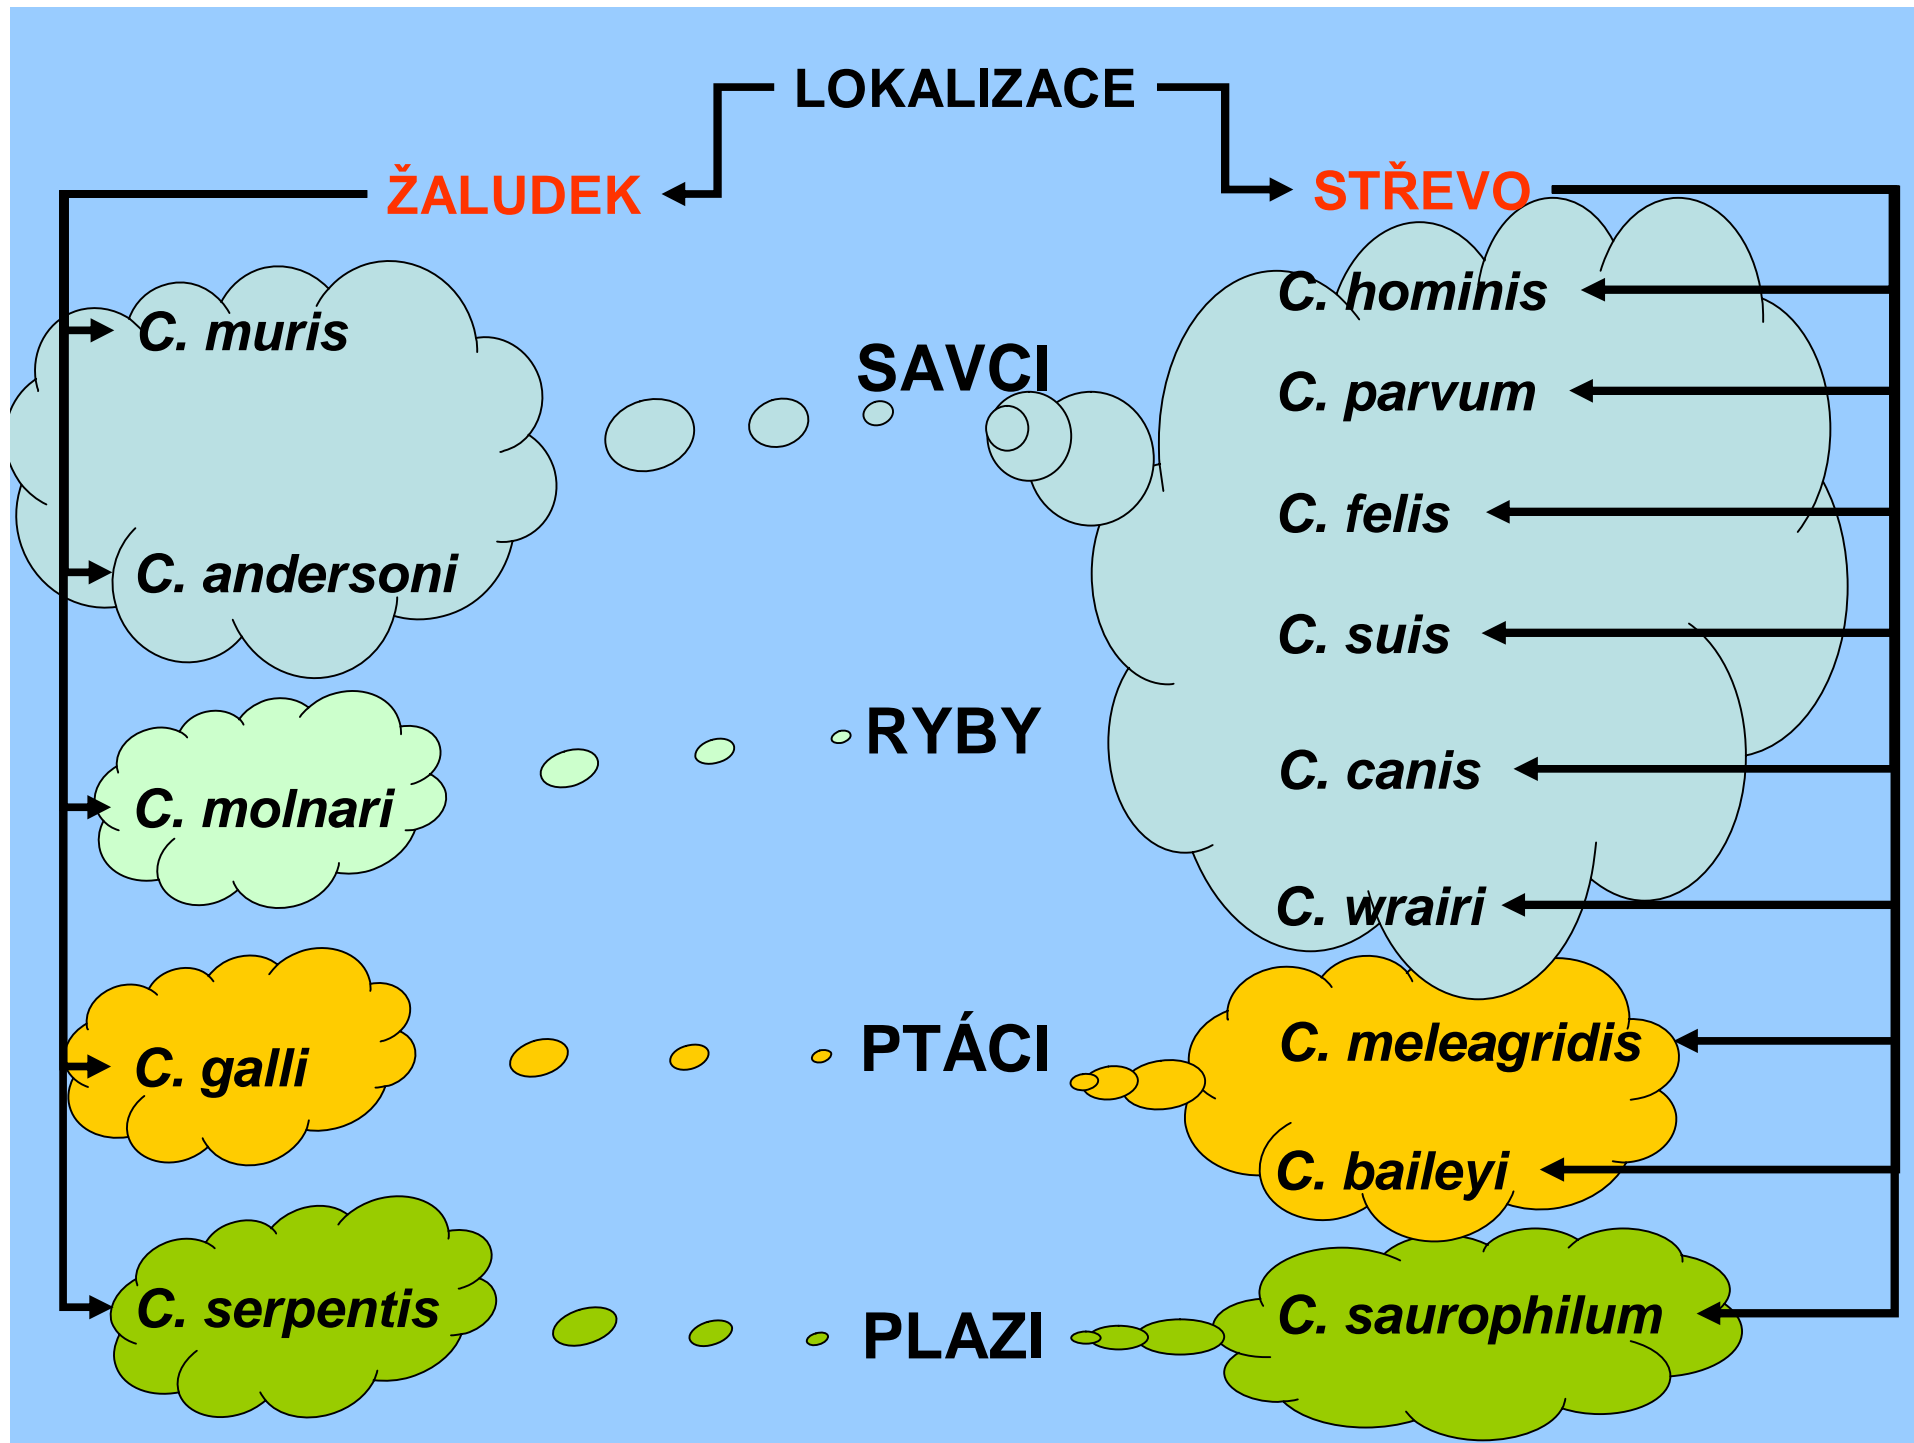 LOKALIZACE
ŽALUDEK
STŘEVO
C. muris
C. andersoni
C. molnari
C. galli
C. serpentis
SAVCI
RYBY
PTÁCI
PLAZI
C. hominis
C. parvum
C. felis
C. suis
C. canis
C. wrairi
C. meleagridis
C. baileyi
C. saurophilum